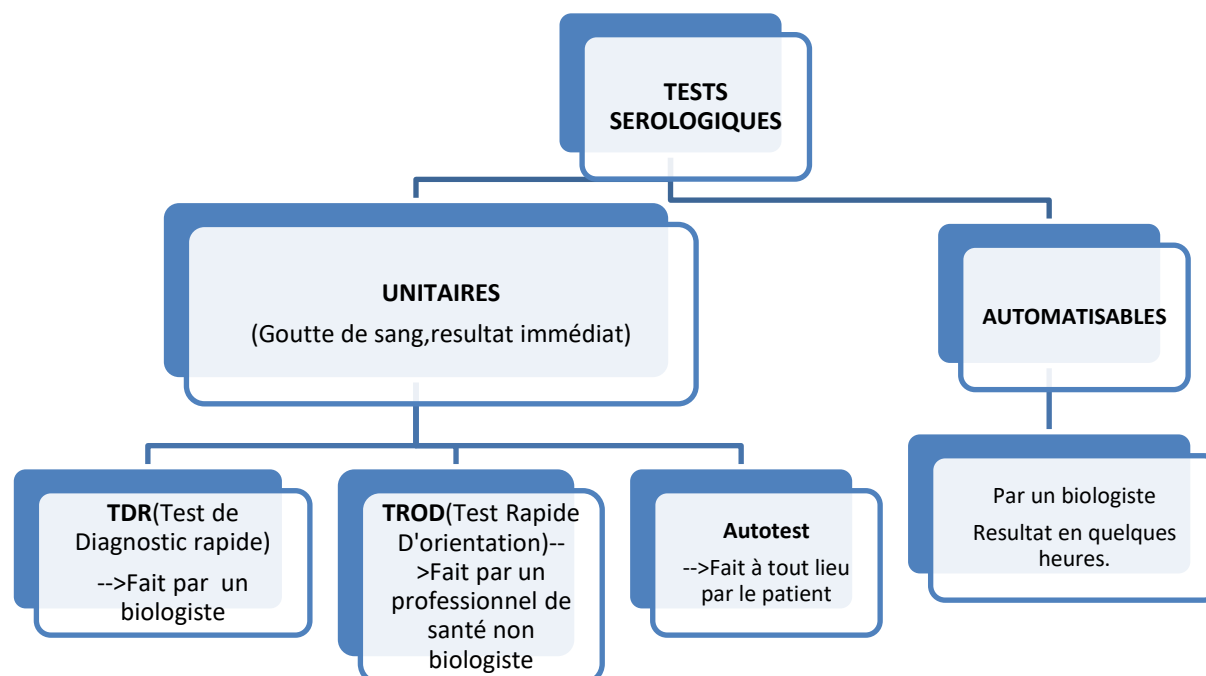 TESTS
SEROLOGIQUES
UNITAIRES
(Goutte de sang,resultat immédiat)
AUTOMATISABLES
TDR(Test de
Diagnostic rapide)
-->Fait par un
biologiste
TROD(Test Rapide
D'orientation)--
>Fait par un
professionnel de
santé non
biologiste
Autotest
-->Fait à tout lieu
par le patient
Par un biologiste
Resultat en quelques
heures.